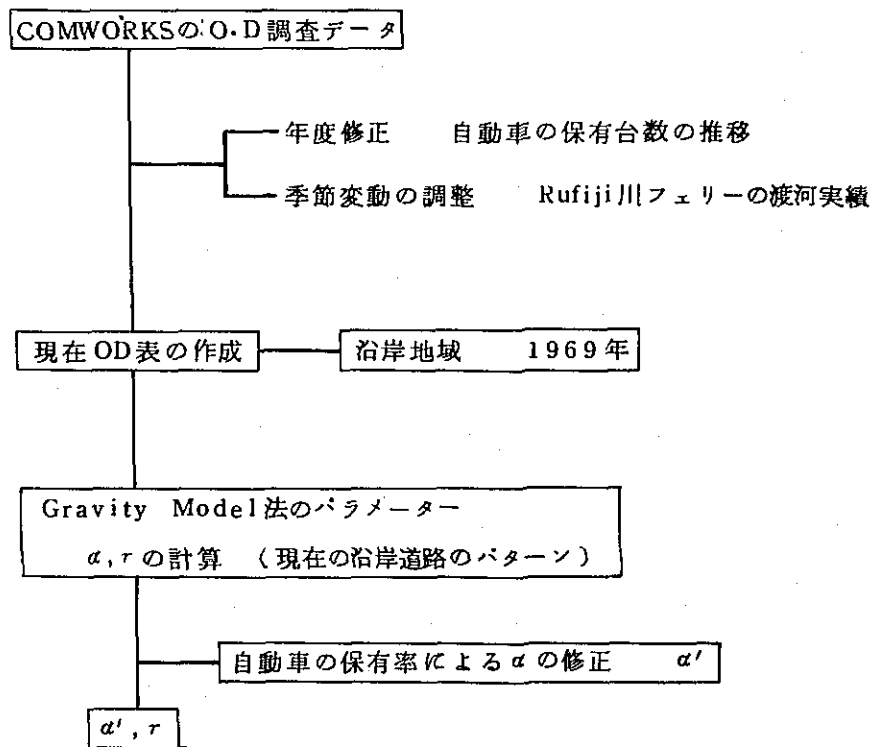 COMWORKSのO・D調査データ
年度修正 自動車の保有台数の推移
季節変動の調整 Rufiji川フェリーの渡河実績
現在OD表の作成 沿岸地域 1969年
Gravity Model法のパラメーター
α, rの計算 (現在の沿岸道路のパターン)
自動車の保有率によるαの修正 α'
α', r